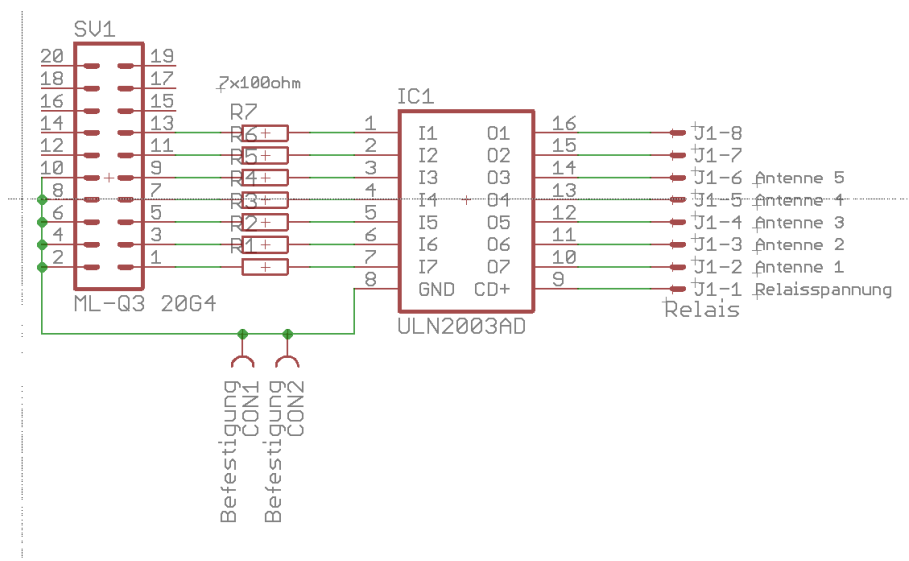 SV1
20 19
18 17
16 15
14 13
12 11
10 9
8 7
6 5
4 3
2 1
ML-Q3 20G4
7x100ohm
R7
R6
R5
R4
R3
R2
R1
IC1
1 I1 O1 16
2 I2 O2 15
3 I3 O3 14
4 I4 O4 13
5 I5 O5 12
6 I6 O6 11
7 I7 O7 10
8 GND CD+ 9
ULN2003AD
J1-8
J1-7
J1-6 Antenne 5
J1-5 Antenne 4
J1-4 Antenne 3
J1-3 Antenne 2
J1-2 Antenne 1
J1-1 Relaisspannung
Relais
Befestigung
CON1
Befestigung
CON2